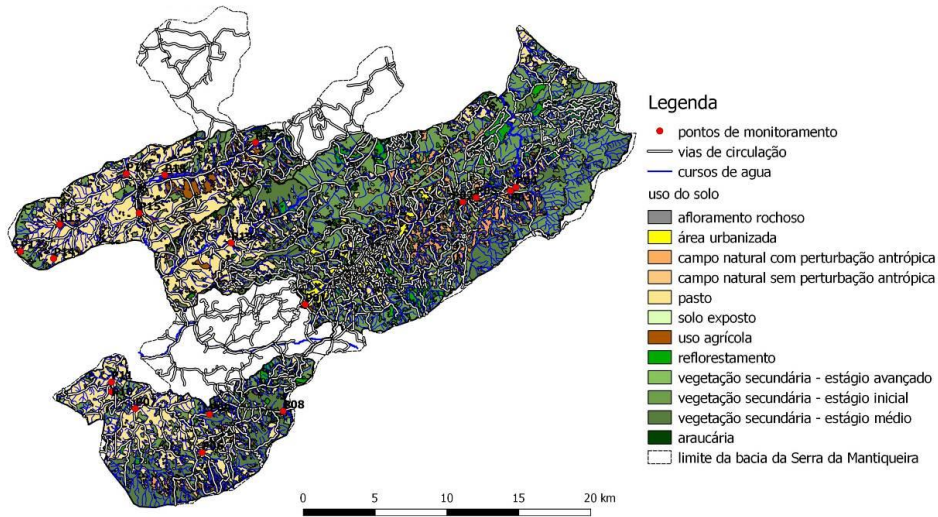 Legenda
pontos de monitoramento
vias de circulação
cursos de agua
uso do solo
afloramento rochoso
área urbanizada
campo natural com perturbação antrópica
campo natural sem perturbação antrópica
pasto
solo exposto
uso agrícola
reflorestamento
vegetação secundária - estágio avançado
vegetação secundária - estágio inicial
vegetação secundária - estágio médio
araucária
limite da bacia da Serra da Mantiqueira
0 5 10 15 20 km